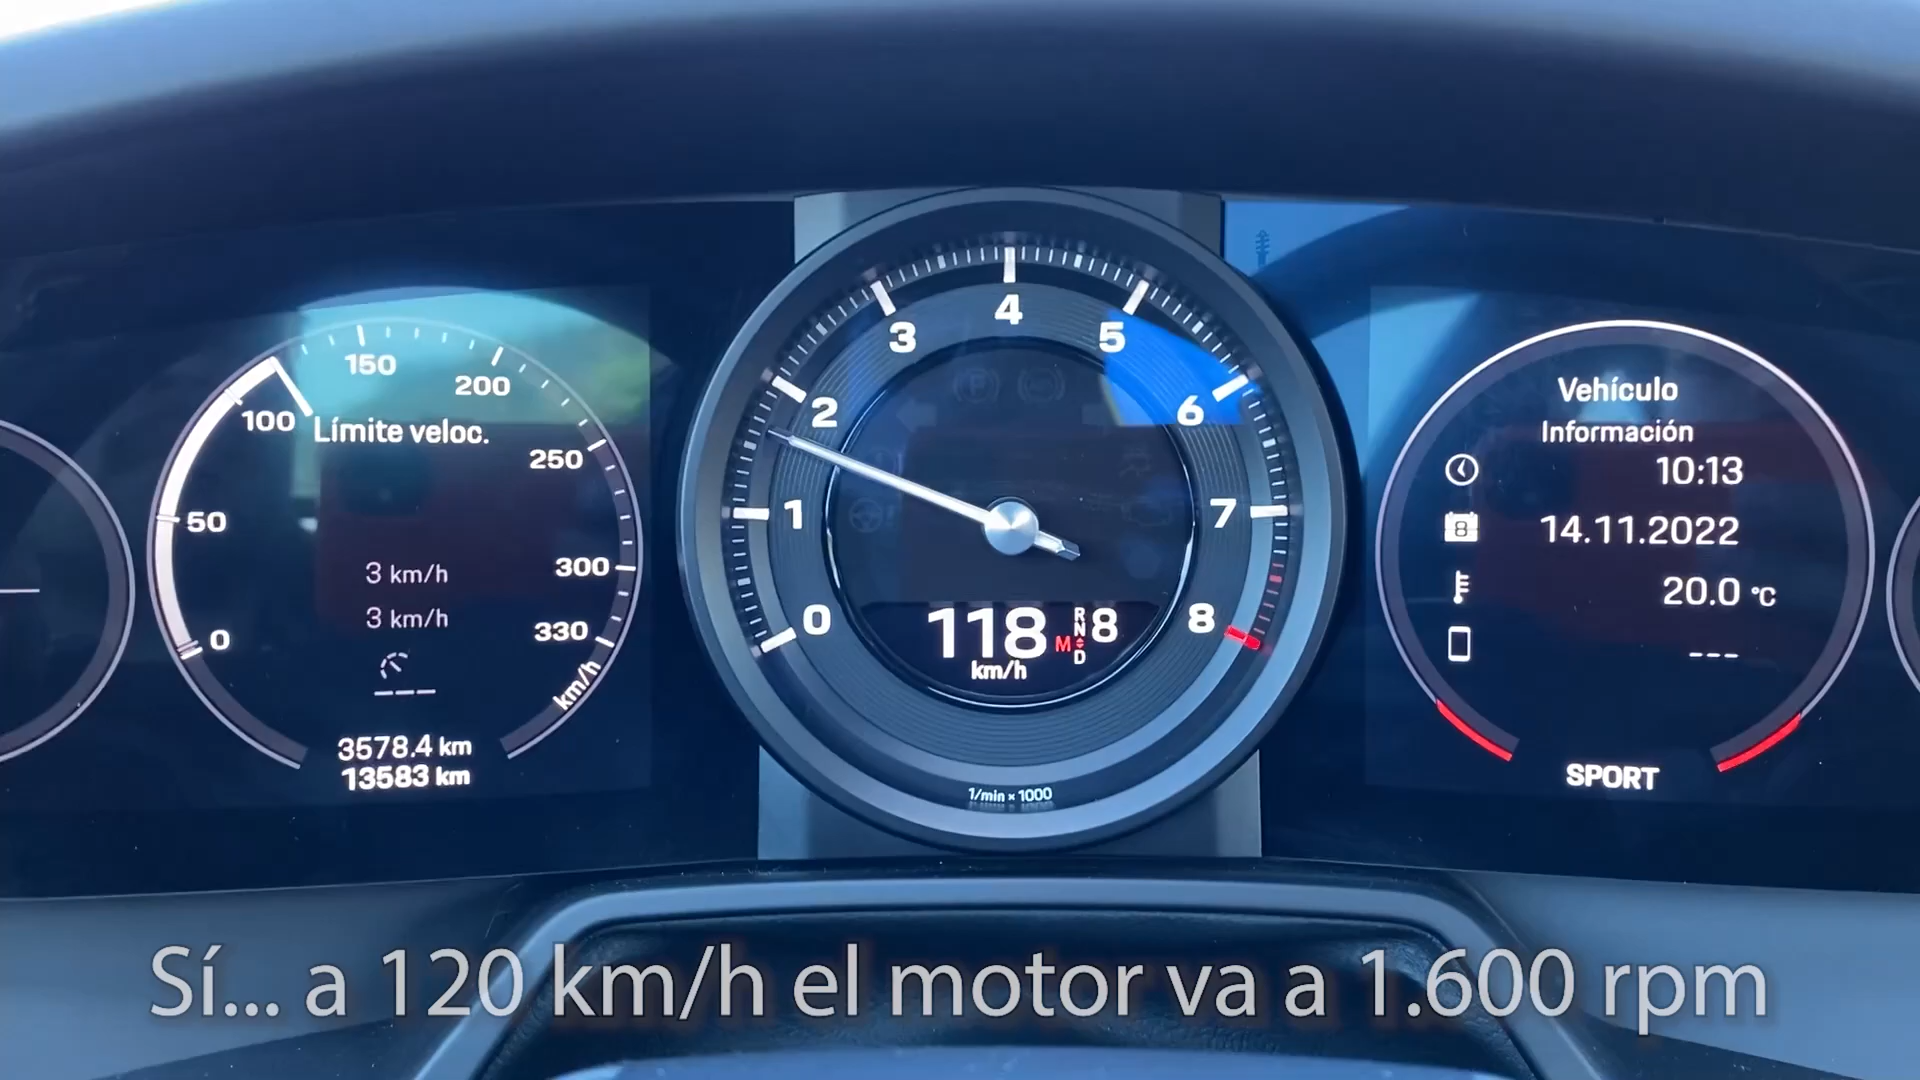 150
200
100
Límite veloc.
250
50
300
3 km/h
3 km/h
330
0
km/h
---
3578.4 km
13583 km
4
3
5
2
6
1
7
0
8
118
km/h
R
N
M
D
8
1/min × 1000
Vehículo
Información
10:13
8
14.11.2022
20.0 °C
---
SPORT
Sí... a 120 km/h el motor va a 1.600 rpm